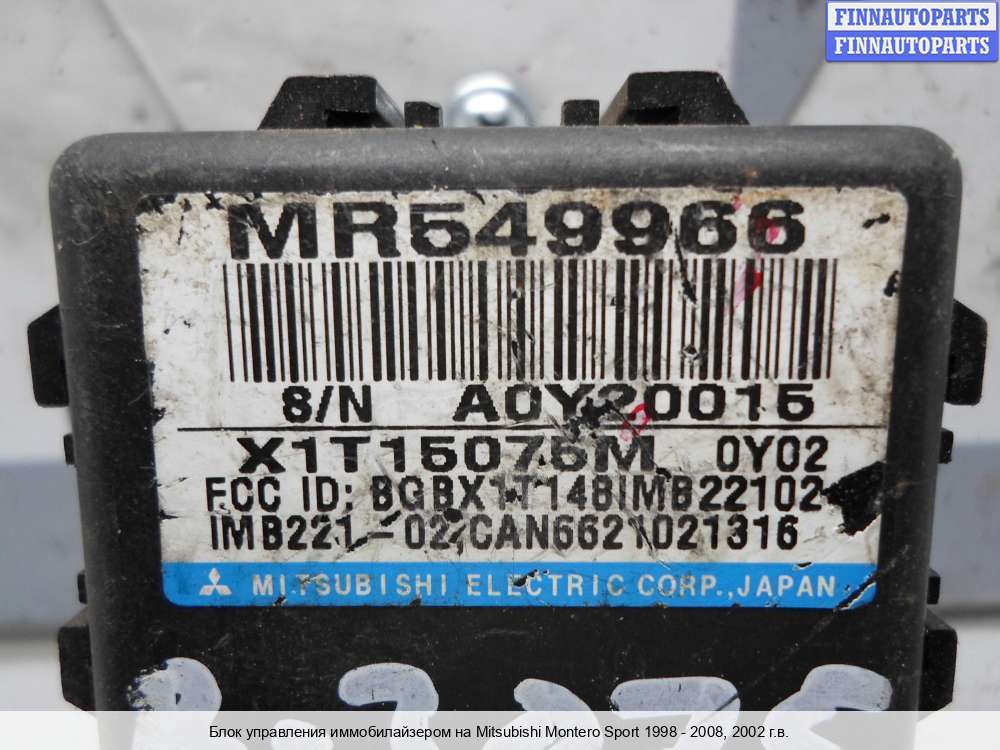 FINNAUTOPARTS
FINNAUTOPARTS
MR549966
S/N A0Y20015
X1T15075M 0Y02
FCC ID: BGBX1T148IMB22102
IMB221-02,CAN6621021316
MITSUBISHI ELECTRIC CORP.,JAPAN
Блок управления иммобилайзером на Mitsubishi Montero Sport 1998 - 2008, 2002 г.в.